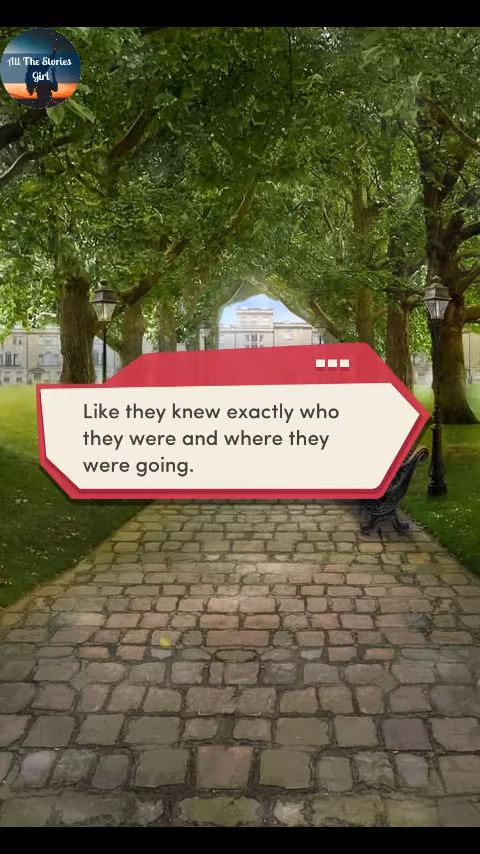 All The Stories
Girl
Like they knew exactly who
they were and where they
were going.